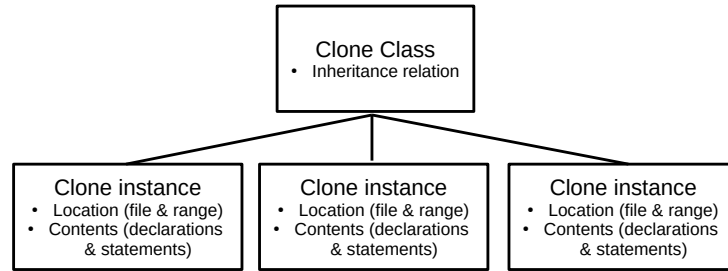 Clone Class
• Inheritance relation
Clone instance
• Location (file & range)
• Contents (declarations
& statements)
Clone instance
• Location (file & range)
• Contents (declarations
& statements)
Clone instance
• Location (file & range)
• Contents (declarations
& statements)